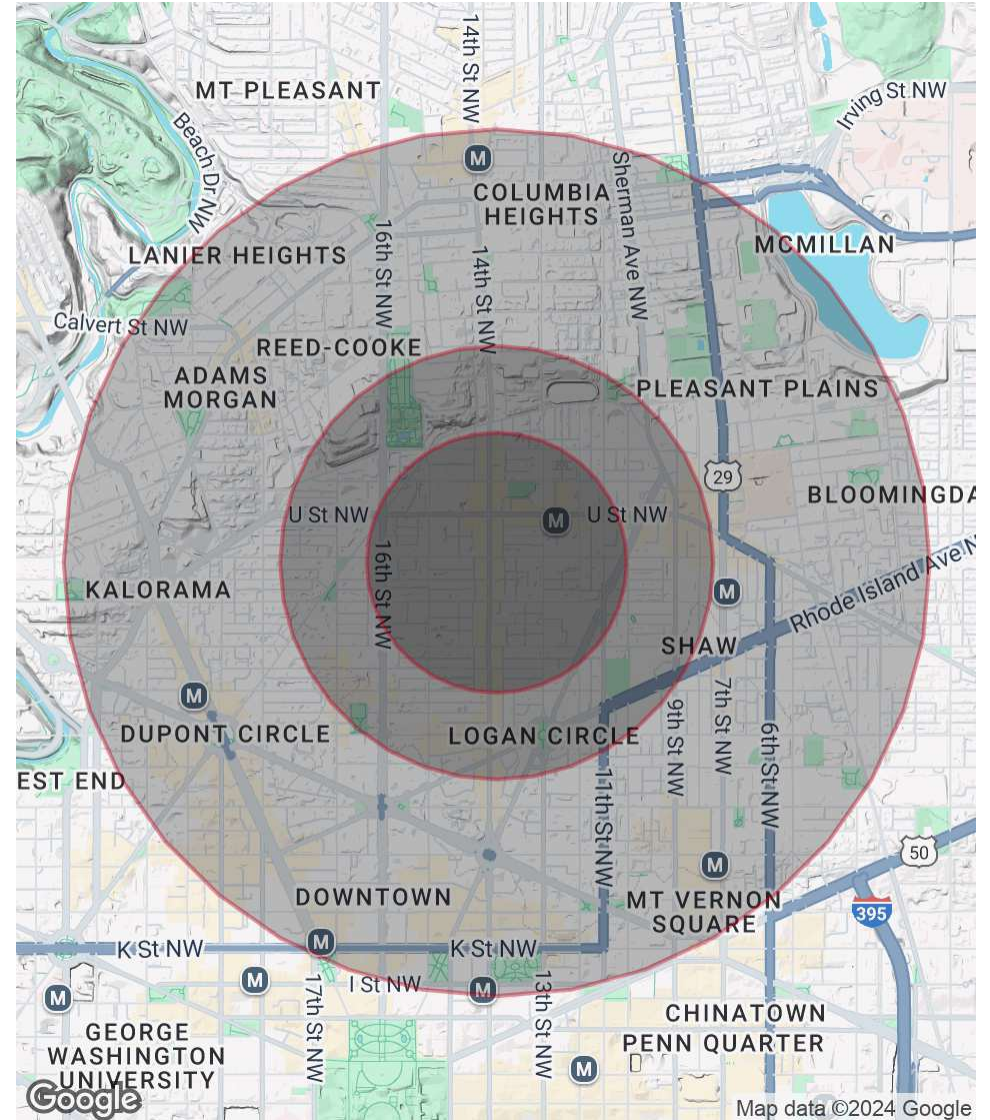 14th St NW
MT PLEASANT
Irving St NW
Beach Dr NW
M
Sherman Ave NW
COLUMBIA
HEIGHTS
16th St NW
LANIER HEIGHTS
MCMILLAN
14th St NW
Calvert St NW
REED-COOKE
ADAMS
MORGAN
PLEASANT PLAINS
29
BLOOMINGDA
U St NW
M
U St NW
16th St NW
KALORAMA
M
Rhode Island Ave N
SHAW
M
7th St NW
9th St NW
DUPONT CIRCLE
LOGAN CIRCLE
6th St NW
EST END
11th St NW
50
M
DOWNTOWN
MT VERNON
SQUARE
395
M
K St NW
K St NW
M
17th St NW
I St NW
M
13th St NW
M
CHINATOWN
GEORGE
WASHINGTON
UNIVERSITY
PENN QUARTER
M
Google
Map data ©2024 Google